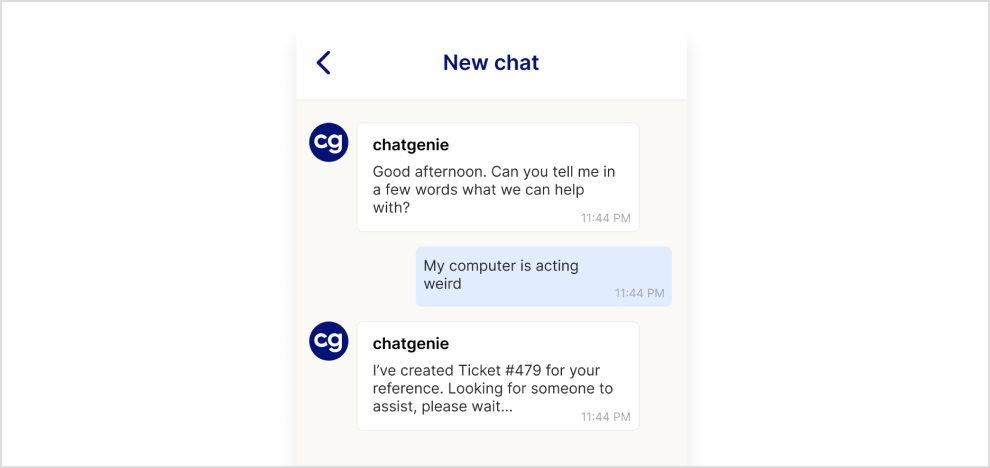 New chat
cg
chatgenie
Good afternoon. Can you tell me in
a few words what we can help
with?
11:44 PM
My computer is acting
weird
11:44 PM
cg
chatgenie
I’ve created Ticket #479 for your
reference. Looking for someone to
assist, please wait...
11:44 PM